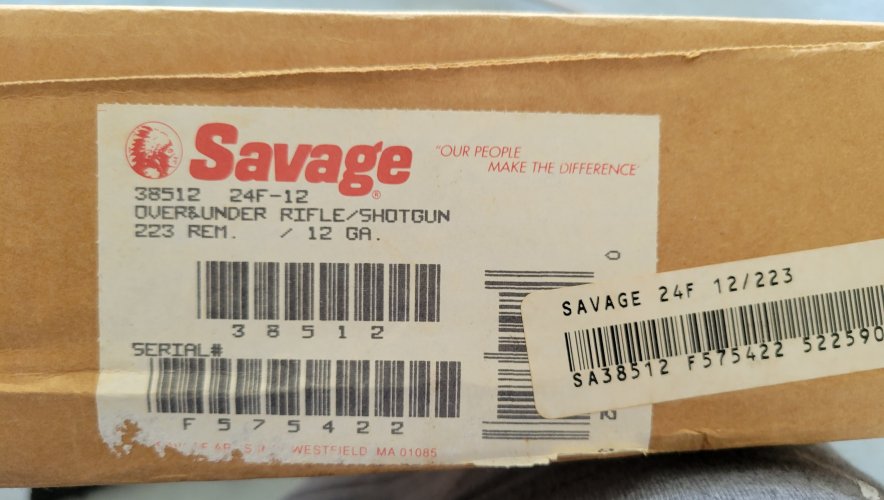 Savage®
"OUR PEOPLE
MAKE THE DIFFERENCE"
38512 24F-12
OVER&UNDER RIFLE/SHOTGUN
223 REM. / 12 GA.
38512
SERIAL#
F575422
WESTFIELD MA 01085
0
SAVAGE 24F 12/223
SA38512 F575422 522590